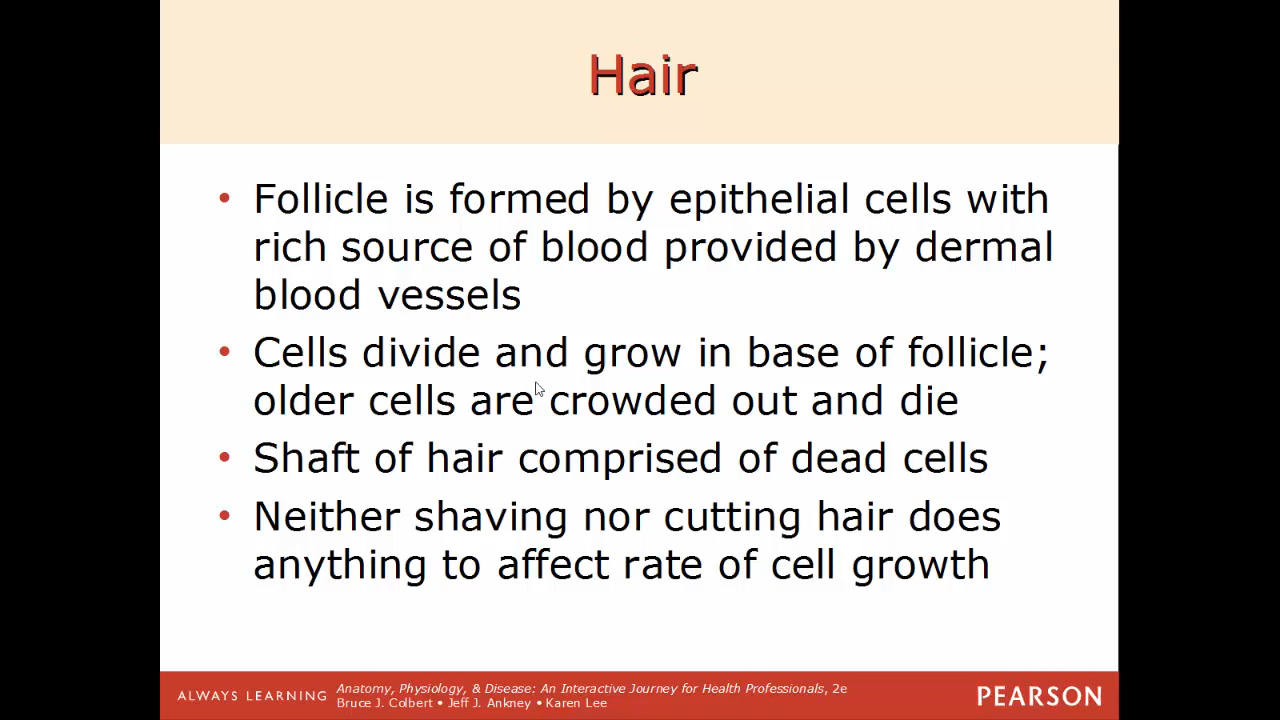 Hair
• Follicle is formed by epithelial cells with
rich source of blood provided by dermal
blood vessels
• Cells divide and grow in base of follicle;
older cells are crowded out and die
• Shaft of hair comprised of dead cells
• Neither shaving nor cutting hair does
anything to affect rate of cell growth
ALWAYS LEARNING
Anatomy, Physiology, & Disease: An Interactive Journey for Health Professionals, 2e
Bruce J. Colbert • Jeff J. Ankney • Karen Lee
PEARSON